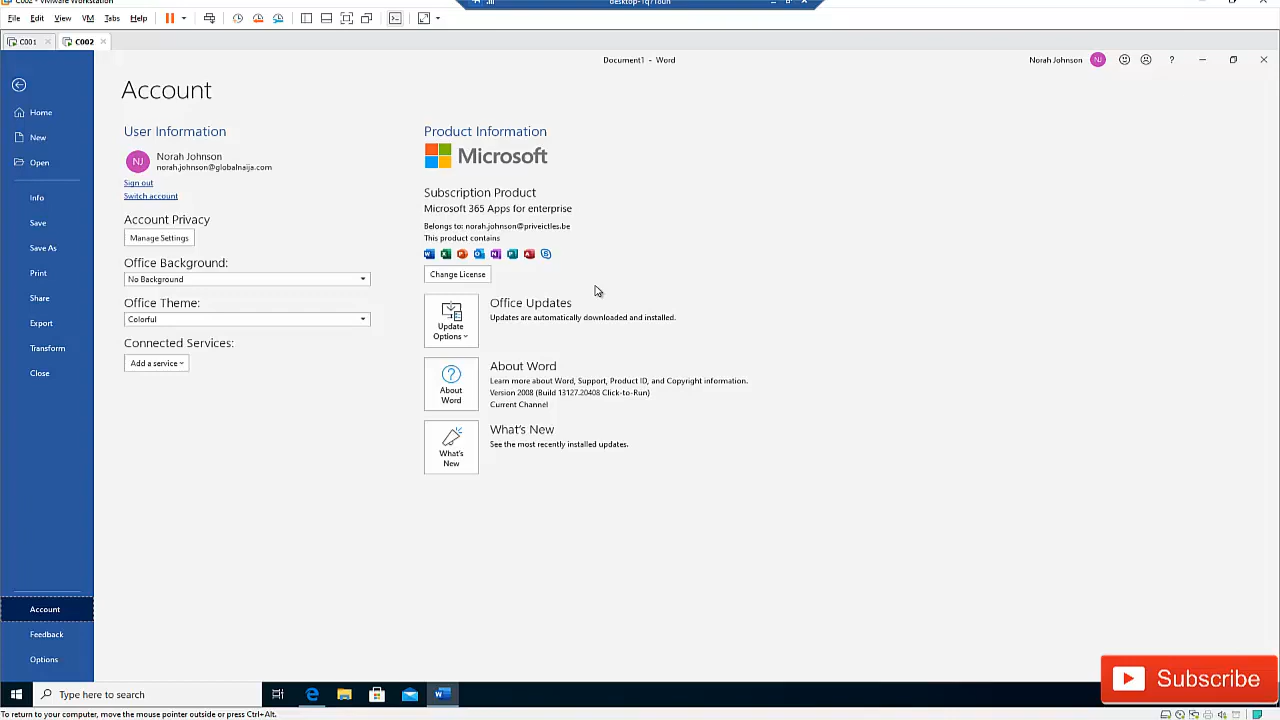 C002 - VMware Workstation
desktop-1q718un
File Edit View VM Tabs Help
C001
C002
Document1 - Word
Norah Johnson NJ
Account
Home
New
Open
Info
Save
Save As
Print
Share
Export
Transform
Close
Account
Feedback
Options
User Information
NJ
Norah Johnson
norah.johnson@globalnaija.com
Sign out
Switch account
Account Privacy
Manage Settings
Office Background:
No Background
Office Theme:
Colorful
Connected Services:
Add a service
Product Information
Microsoft
Subscription Product
Microsoft 365 Apps for enterprise
Belongs to: norah.johnson@priveictles.be
This product contains
Change License
Update
Options
Office Updates
Updates are automatically downloaded and installed.
About
Word
About Word
Learn more about Word, Support, Product ID, and Copyright information.
Version 2008 (Build 13127.20408 Click-to-Run)
Current Channel
What's
New
What's New
See the most recently installed updates.
Subscribe
Type here to search
To return to your computer, move the mouse pointer outside or press Ctrl+Alt.